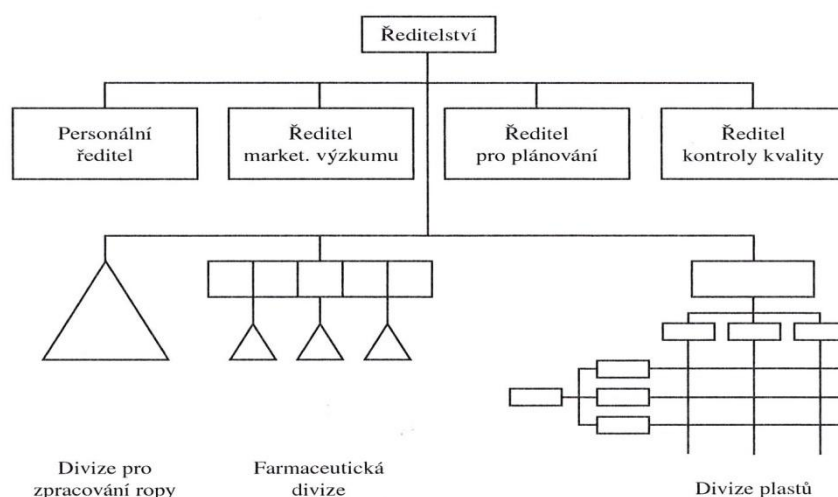 Ředitelství
Personální
ředitel
Ředitel
market. výzkumu
Ředitel
pro plánování
Ředitel
kontroly kvality
Divize pro
zpracování ropy
Farmaceutická
divize
Divize plastů